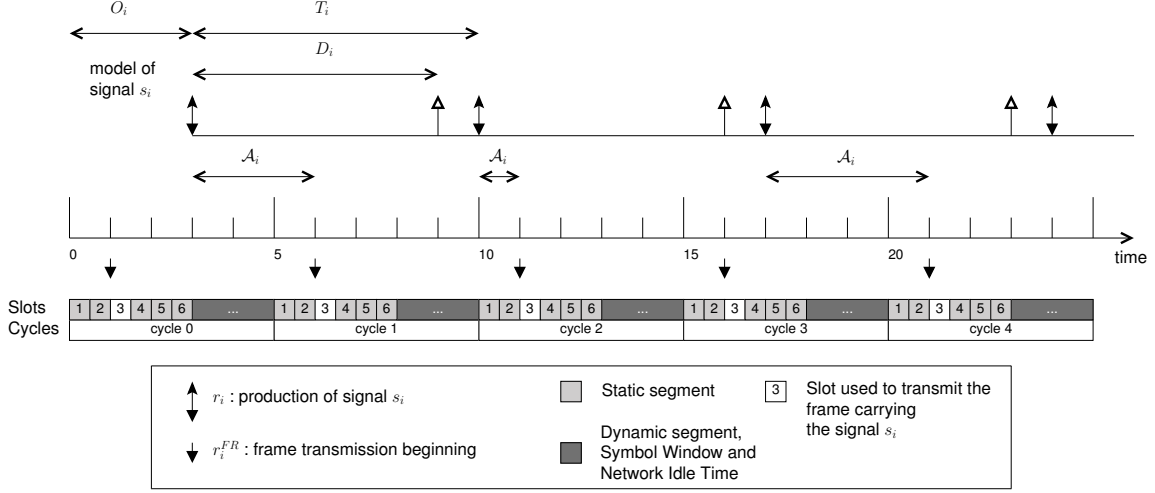 O_i T_i
D_i
model of
signal s_i
A_i A_i A_i
0 5 10 15 20
time
Slots 1 2 3 4 5 6 ... 1 2 3 4 5 6 ... 1 2 3 4 5 6 ... 1 2 3 4 5 6 ... 1 2 3 4 5 6 ...
Cycles cycle 0 cycle 1 cycle 2 cycle 3 cycle 4
r_i : production of signal s_i
r_i^{FR} : frame transmission beginning
Static segment
Dynamic segment,
Symbol Window and
Network Idle Time
3 Slot used to transmit the
frame carrying
the signal s_i